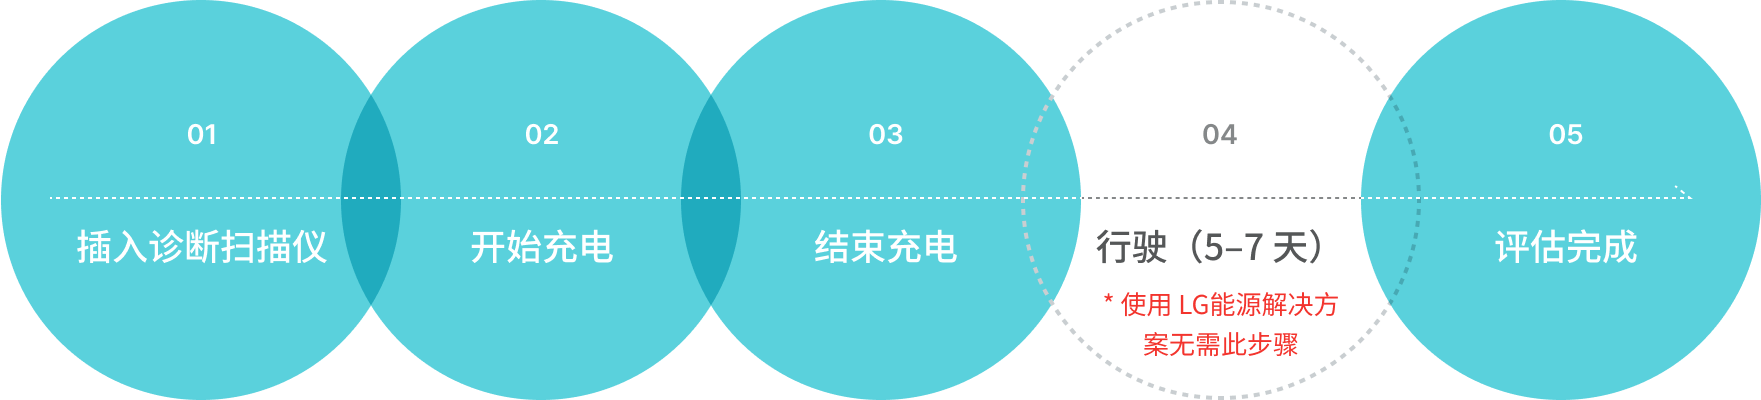 01
插入诊断扫描仪
02
开始充电
03
结束充电
04
行驶（5–7 天）
* 使用 LG能源解决方
案无需此步骤
05
评估完成